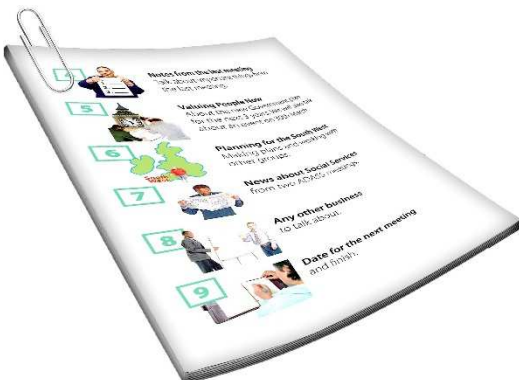 4
Notes from the last meeting
Talk about important things from
the last meeting.
5
Valuing People Now
About the new Government plan
for the next 3 years. We will decide
about an event on
6
Planning for the South West
Making plans and working with
other groups.
South
7
News about Social Services
from two ADASS meetings.
8
Any other business
to talk about.
9
Date for the next meeting
and finish.